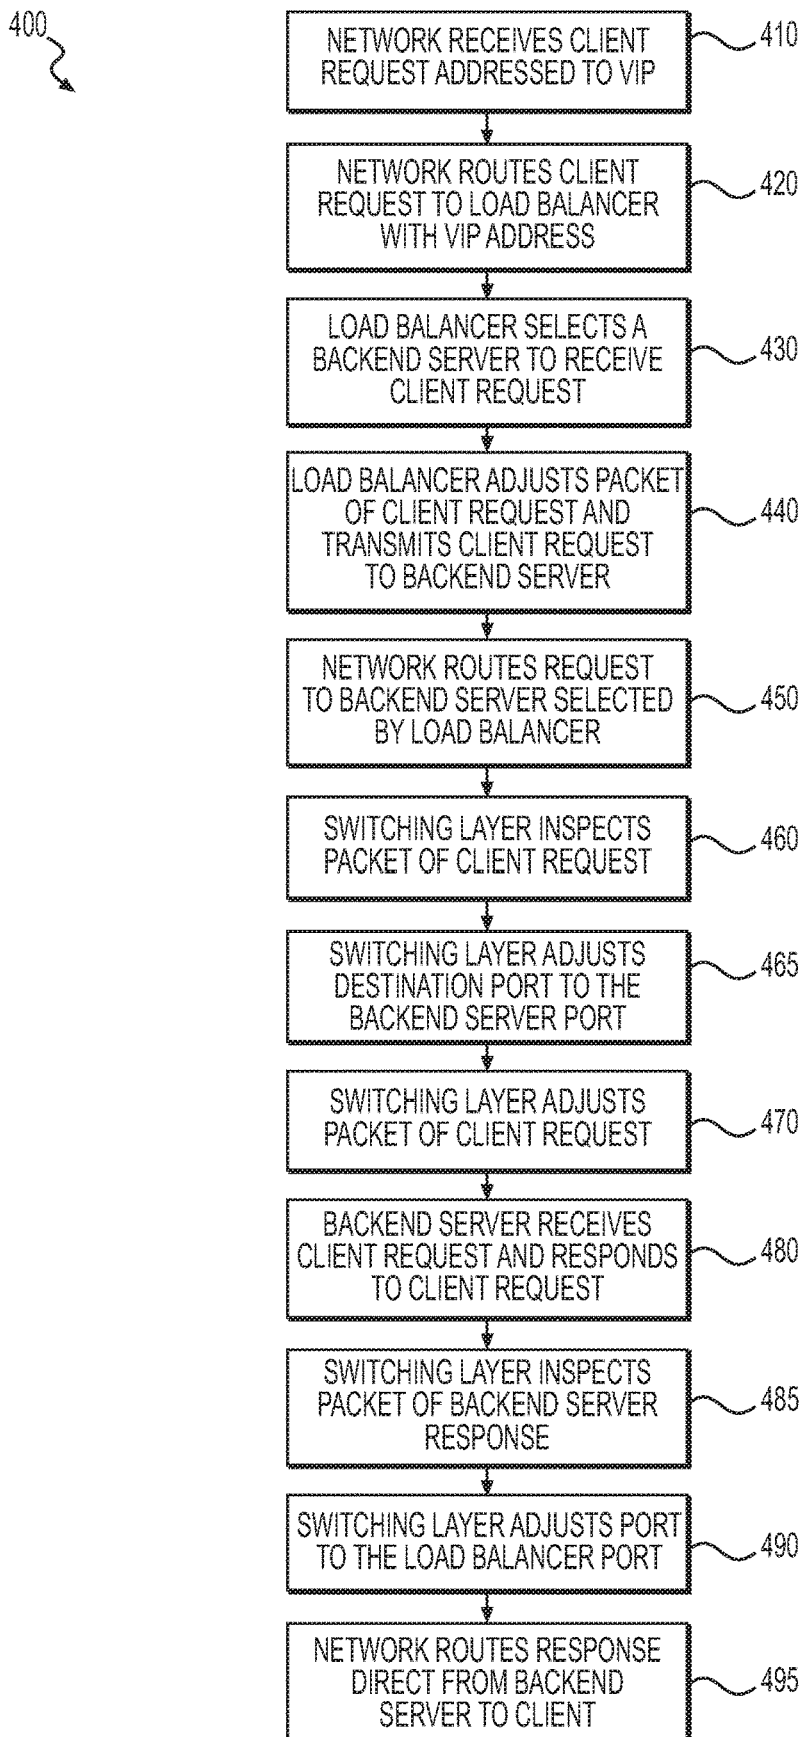 400
NETWORK RECEIVES CLIENT
REQUEST ADDRESSED TO VIP
410
NETWORK ROUTES CLIENT
REQUEST TO LOAD BALANCER
WITH VIP ADDRESS
420
LOAD BALANCER SELECTS A
BACKEND SERVER TO RECEIVE
CLIENT REQUEST
430
LOAD BALANCER ADJUSTS PACKET
OF CLIENT REQUEST AND
TRANSMITS CLIENT REQUEST
TO BACKEND SERVER
440
NETWORK ROUTES REQUEST
TO BACKEND SERVER SELECTED
BY LOAD BALANCER
450
SWITCHING LAYER INSPECTS
PACKET OF CLIENT REQUEST
460
SWITCHING LAYER ADJUSTS
DESTINATION PORT TO THE
BACKEND SERVER PORT
465
SWITCHING LAYER ADJUSTS
PACKET OF CLIENT REQUEST
470
BACKEND SERVER RECEIVES
CLIENT REQUEST AND RESPONDS
TO CLIENT REQUEST
480
SWITCHING LAYER INSPECTS
PACKET OF BACKEND SERVER
RESPONSE
485
SWITCHING LAYER ADJUSTS PORT
TO THE LOAD BALANCER PORT
490
NETWORK ROUTES RESPONSE
DIRECT FROM BACKEND
SERVER TO CLIENT
495